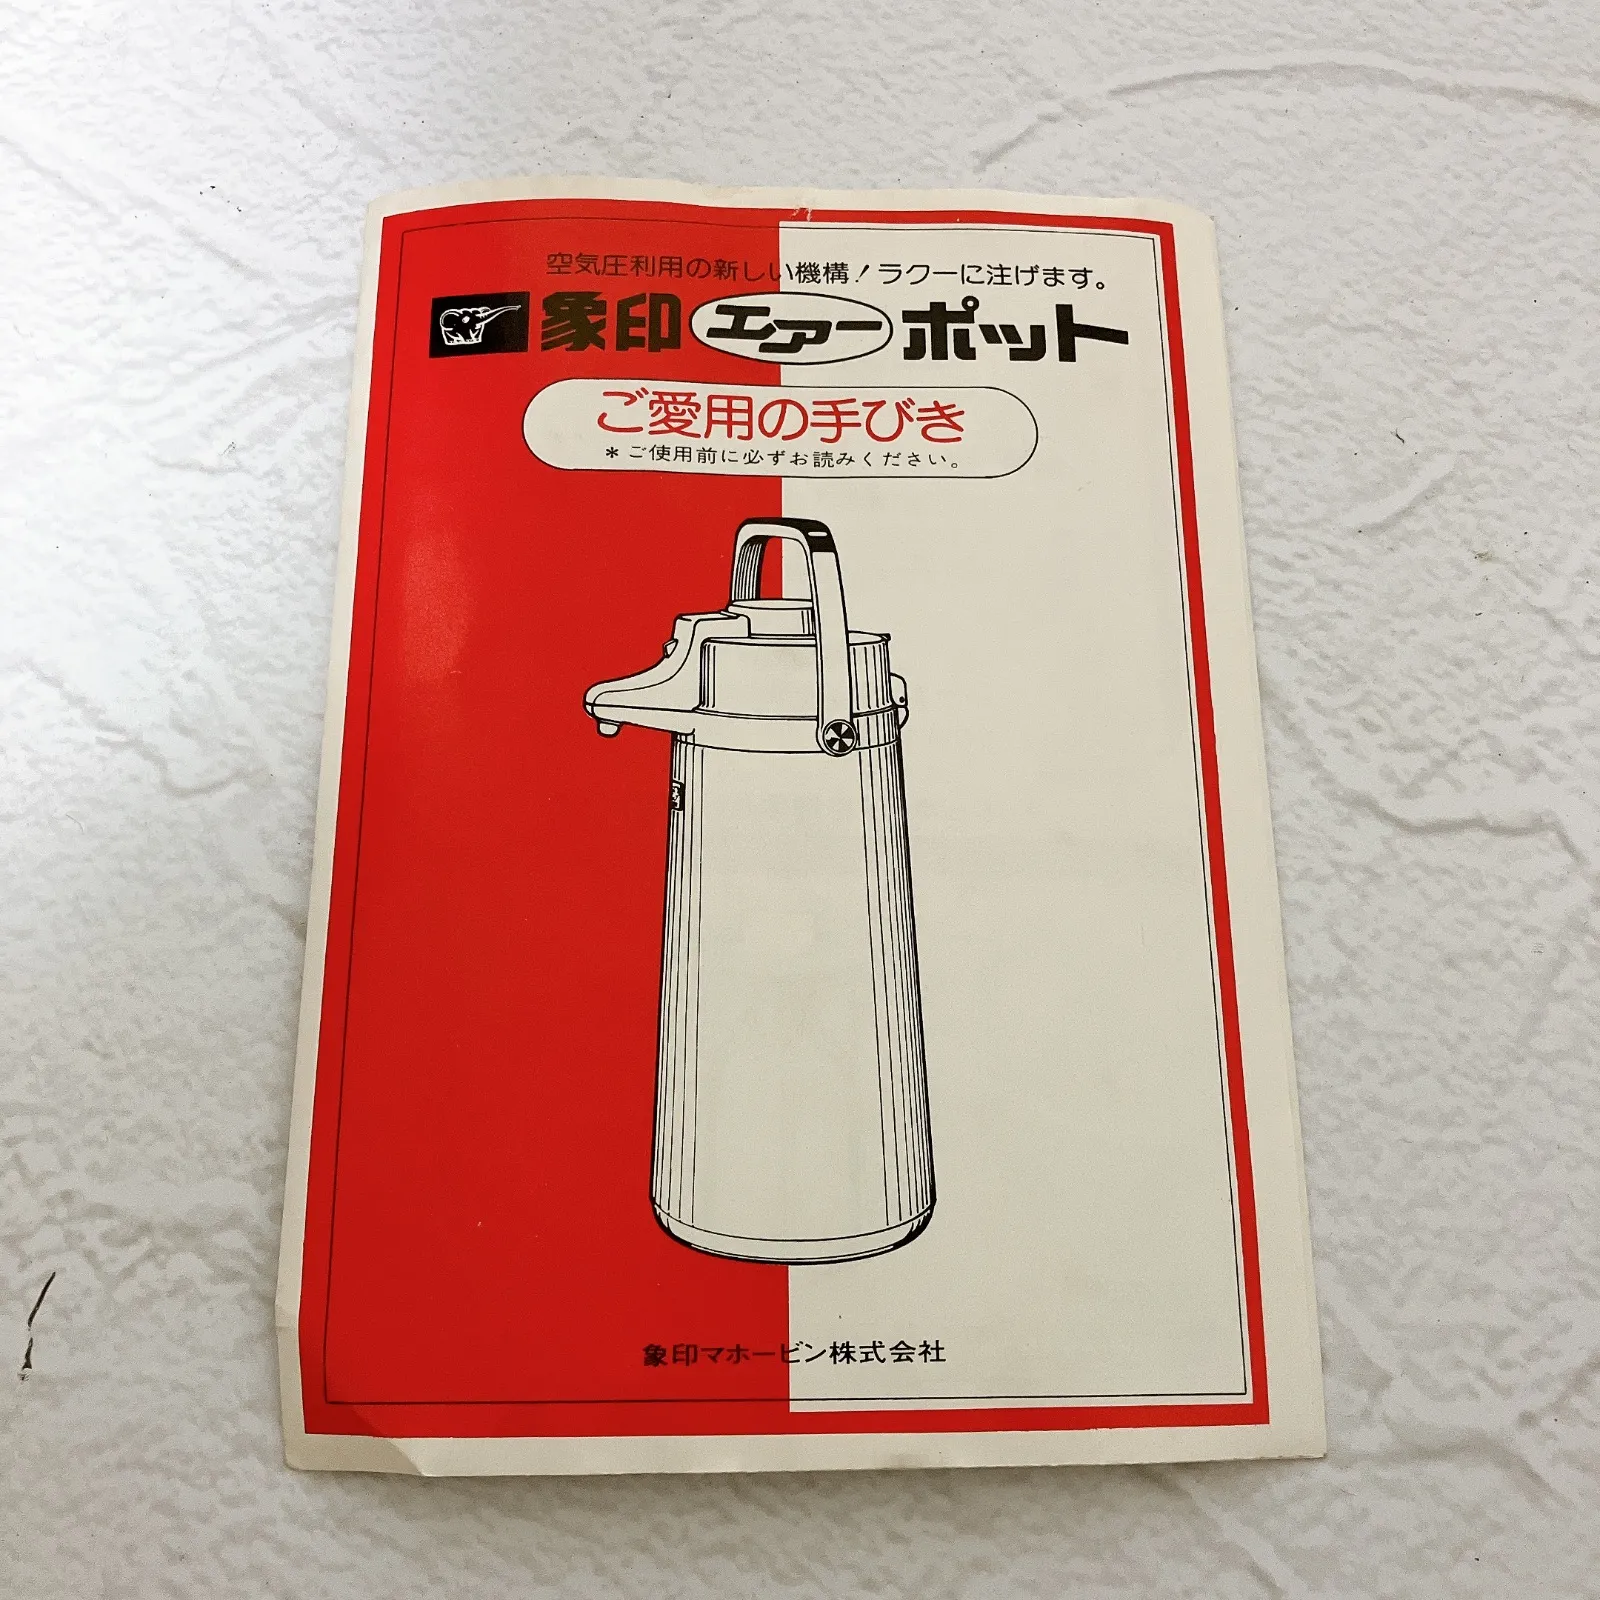 空気圧利用の新しい機構！ラクーに注げます。
象印エアーポット
ご愛用の手びき
＊ご使用前に必ずお読みください。
象印マホービン株式会社